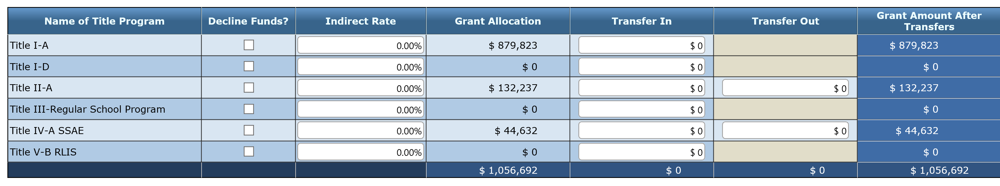 Name of Title Program Decline Funds? Indirect Rate Grant Allocation Transfer In Transfer Out Grant Amount After Transfers
Title I-A 0.00% $ 879,823 $ 0 $ 879,823
Title I-D 0.00% $ 0 $ 0 $ 0
Title II-A 0.00% $ 132,237 $ 0 $ 0 $ 132,237
Title III-Regular School Program 0.00% $ 0 $ 0 $ 0
Title IV-A SSAE 0.00% $ 44,632 $ 0 $ 0 $ 44,632
Title V-B RLIS 0.00% $ 0 $ 0 $ 0
$ 1,056,692 $ 0 $ 0 $ 1,056,692